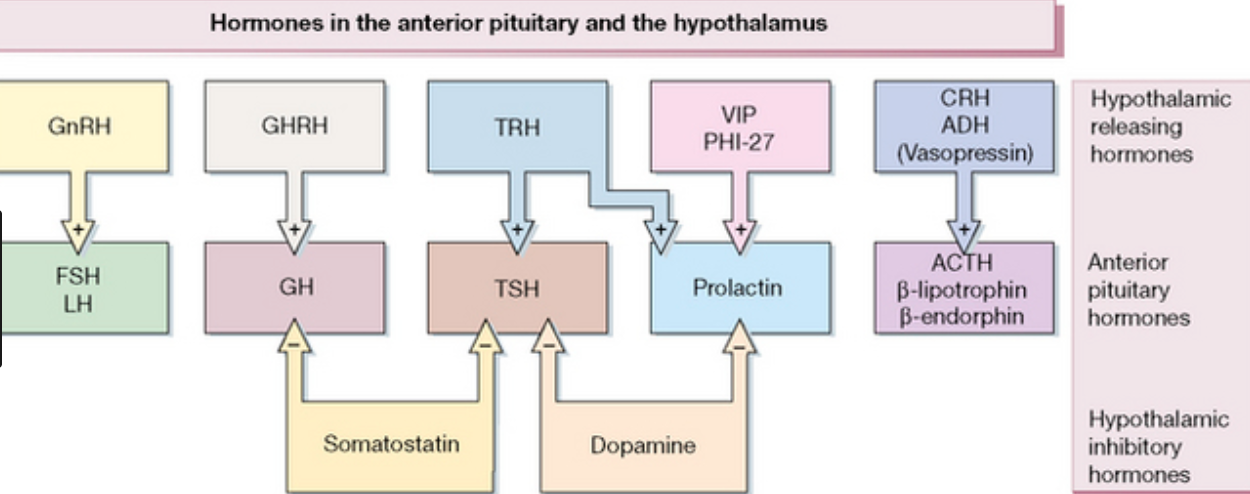 Hormones in the anterior pituitary and the hypothalamus
GnRH
GHRH
TRH
VIP
PHI-27
CRH
ADH
(Vasopressin)
Hypothalamic
releasing
hormones
+
+
+
+
+
+
FSH
LH
GH
TSH
Prolactin
ACTH
β-lipotrophin
β-endorphin
Anterior
pituitary
hormones
−
−
−
−
Somatostatin
Dopamine
Hypothalamic
inhibitory
hormones